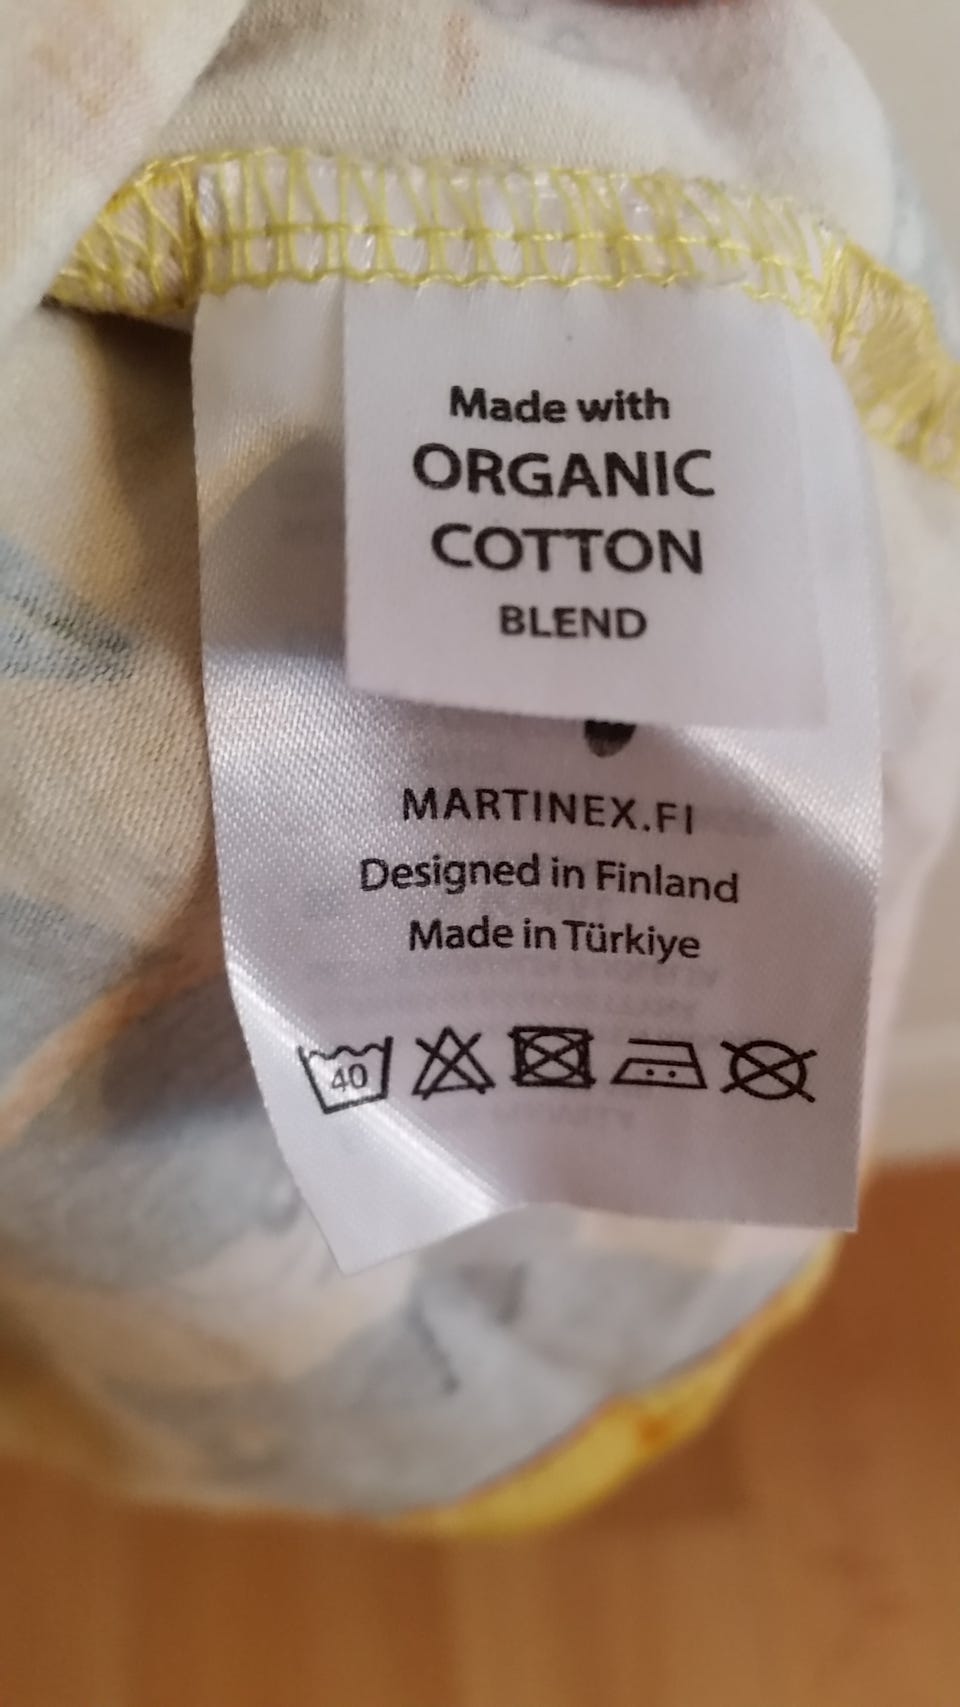 Made with
ORGANIC
COTTON
BLEND
MARTINEX.FI
Designed in Finland
Made in Türkiye
40